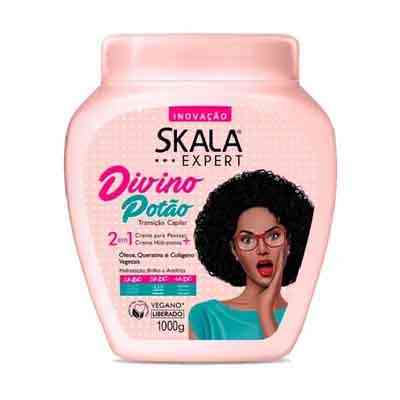 INOVAÇÃO
SKALA
EXPERT
Divino
Potão
Transição Capilar
2 em 1 Creme para Pentear +
Creme Hidratante
Óleos, Queratina e Colágeno
Vegetais
Hidratação, Brilho e Antifrizz
VEGANO*
LIBERADO
1000g